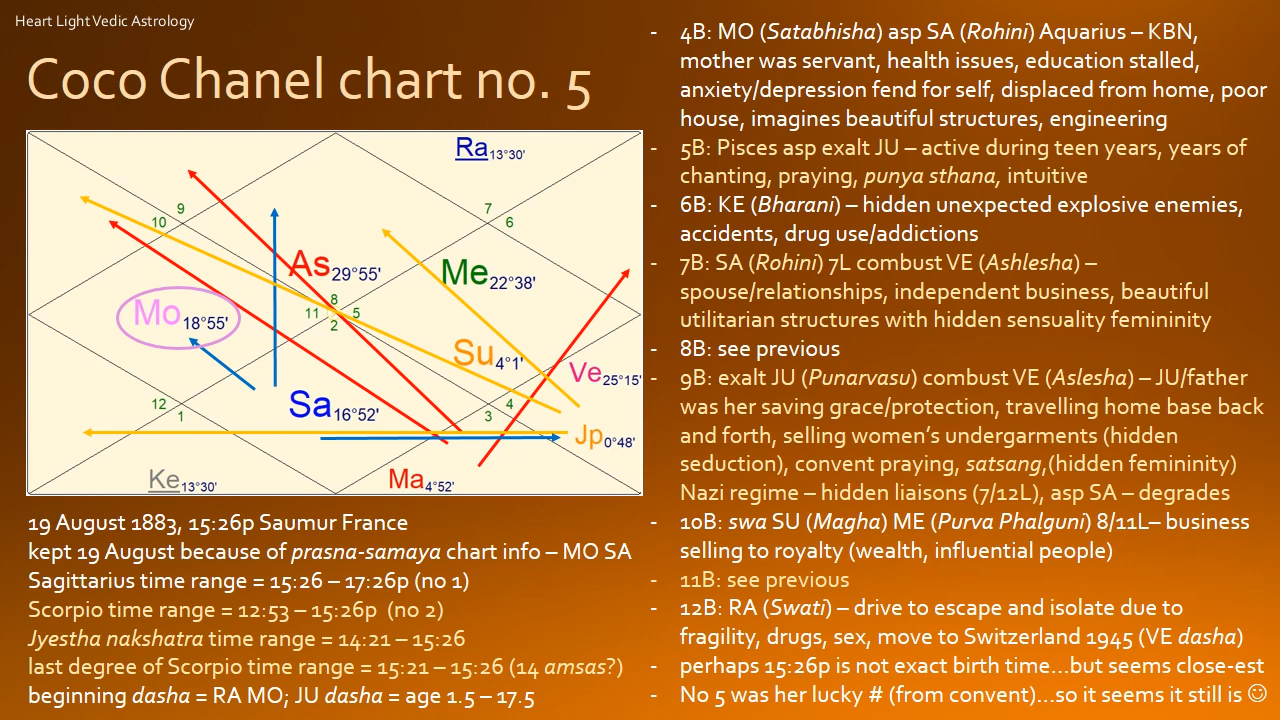 Heart Light Vedic Astrology
Coco Chanel chart no. 5
Ra13°30'
9
10
7
6
As29°55'
Me22°38'
Mo18°55'
8
11
5
2
Su4°1'
Ve25°15'
Sa16°52'
12
1
4
3
Jp0°48'
Ke13°30'
Ma4°52'
19 August 1883, 15:26p Saumur France
kept 19 August because of prasna-samaya chart info – MO SA
Sagittarius time range = 15:26 – 17:26p (no 1)
Scorpio time range = 12:53 – 15:26p (no 2)
Jyestha nakshatra time range = 14:21 – 15:26
last degree of Scorpio time range = 15:21 – 15:26 (14 amsas?)
beginning dasha = RA MO; JU dasha = age 1.5 – 17.5
- 4B: MO (Satabhisha) asp SA (Rohini) Aquarius – KBN,
mother was servant, health issues, education stalled,
anxiety/depression fend for self, displaced from home, poor
house, imagines beautiful structures, engineering
- 5B: Pisces asp exalt JU – active during teen years, years of
chanting, praying, punya sthana, intuitive
- 6B: KE (Bharani) – hidden unexpected explosive enemies,
accidents, drug use/addictions
- 7B: SA (Rohini) 7L combust VE (Ashlesha) –
spouse/relationships, independent business, beautiful
utilitarian structures with hidden sensuality femininity
- 8B: see previous
- 9B: exalt JU (Punarvasu) combust VE (Aslesha) – JU/father
was her saving grace/protection, travelling home base back
and forth, selling women's undergarments (hidden
seduction), convent praying, satsang,(hidden femininity)
Nazi regime – hidden liaisons (7/12L), asp SA – degrades
- 10B: swa SU (Magha) ME (Purva Phalguni) 8/11L– business
selling to royalty (wealth, influential people)
- 11B: see previous
- 12B: RA (Swati) – drive to escape and isolate due to
fragility, drugs, sex, move to Switzerland 1945 (VE dasha)
- perhaps 15:26p is not exact birth time…but seems close-est
- No 5 was her lucky # (from convent)…so it seems it still is ☺